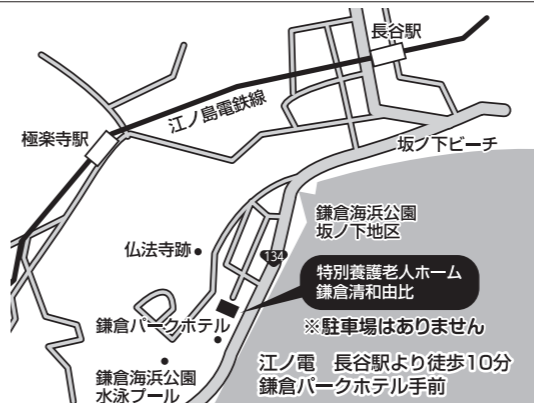 長谷駅
江ノ島電鉄線
極楽寺駅
坂ノ下ビーチ
鎌倉海浜公園
坂ノ下地区
仏法寺跡
134
特別養護老人ホーム
鎌倉清和由比
鎌倉パークホテル
※駐車場はありません
江ノ電　長谷駅より徒歩10分
鎌倉パークホテル手前
鎌倉海浜公園
水泳プール